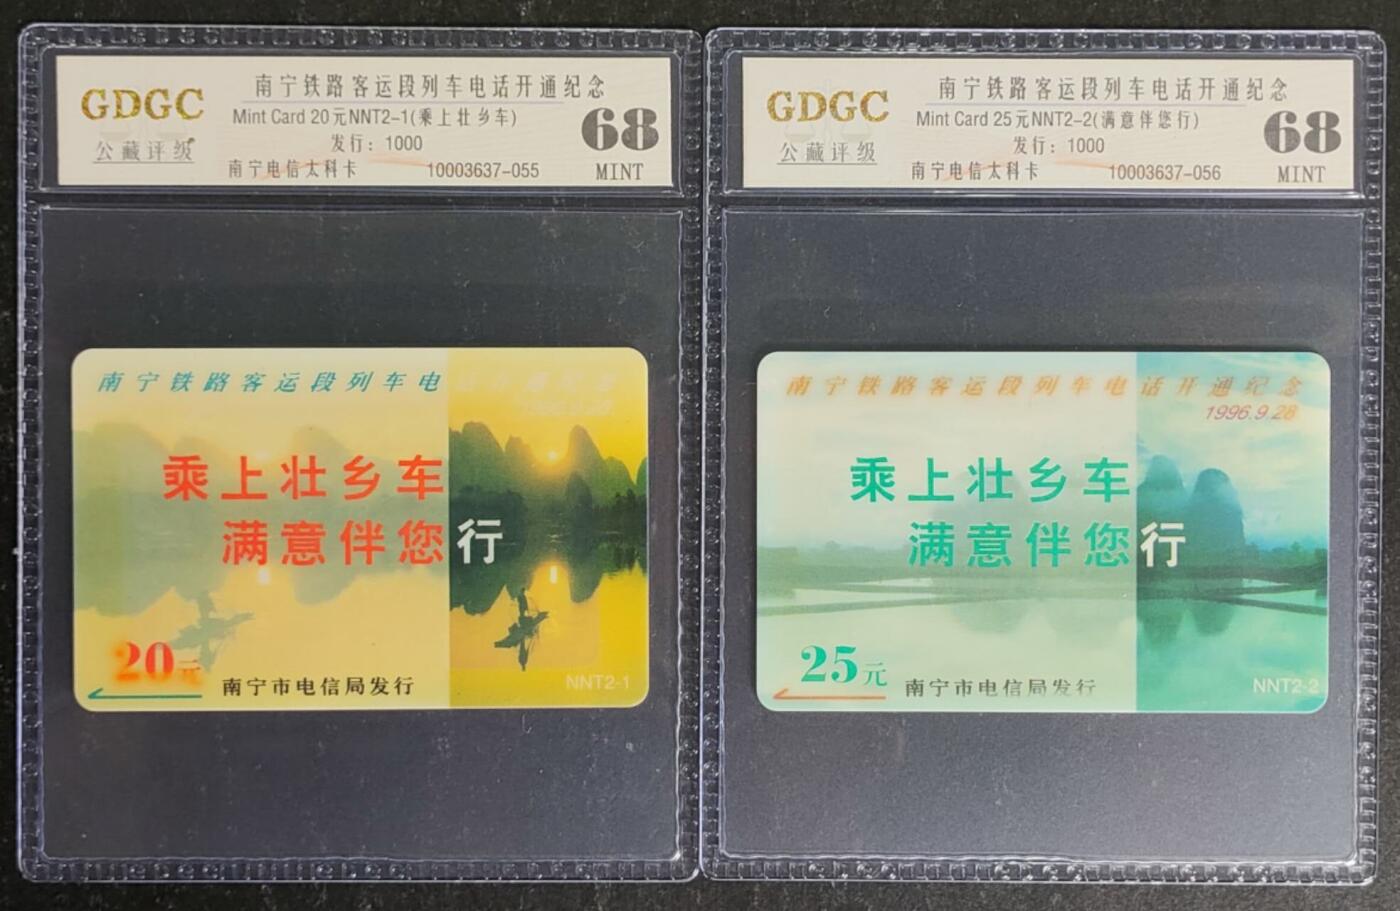 GDGC
公藏评级
南宁铁路客运段列车电话开通纪念
Mint Card 20元NNT2-1(乘上壮乡车)
发行：1000
南宁电信太科卡 10003637-055
68
MINT
南宁铁路客运段列车电话开通纪念
1996.9.28
乘上壮乡车
满意伴您行
20元
南宁市电信局发行
NNT2-1
GDGC
公藏评级
南宁铁路客运段列车电话开通纪念
Mint Card 25元NNT2-2(满意伴您行)
发行：1000
南宁电信太科卡 10003637-056
68
MINT
南宁铁路客运段列车电话开通纪念
1996.9.28
乘上壮乡车
满意伴您行
25元
南宁市电信局发行
NNT2-2